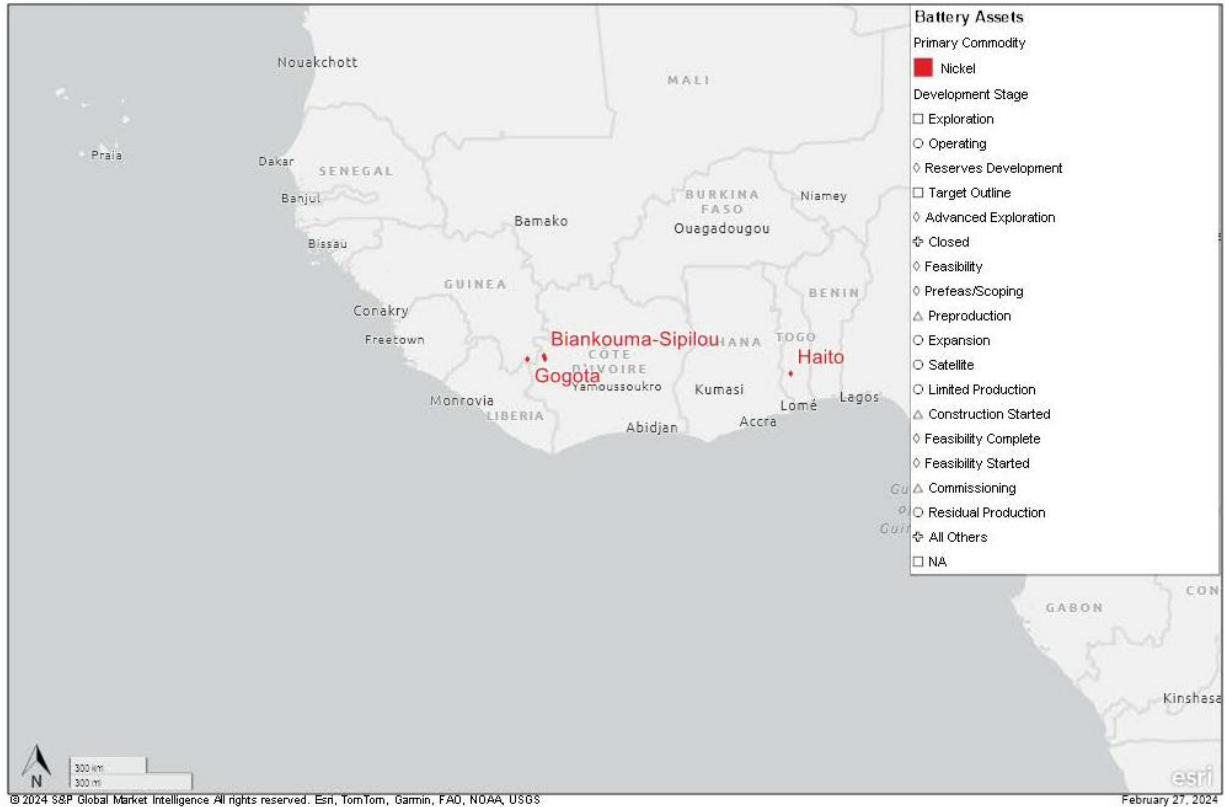 Battery Assets
Primary Commodity
Nickel
Development Stage
Exploration
Operating
Reserves Development
Target Outline
Advanced Exploration
Closed
Feasibility
Prefeas/Scoping
Preproduction
Expansion
Satellite
Limited Production
Construction Started
Feasibility Complete
Feasibility Started
Commissioning
Residual Production
All Others
NA
Nouakchott
MALI
Praia
Dakar
SENEGAL
Banjul
BURKINA
FASO
Niamey
Bamako
Ouagadougou
Bissau
GUINEA
BENIN
Conakry
Freetown
Biankouma-Sipilou
HANA
TOGO
CÔTE
D'IVOIRE
Haito
Gogota
Yamoussoukro
Kumasi
Monrovia
LIBERIA
Lomé
Lagos
Abidjan
Accra
GABON
CON
Kinshasa
N
300 km
300 mi
esri
© 2024 S&P Global Market Intelligence All rights reserved. Esri, TomTom, Garmin, FAO, NOAA, USGS
February 27, 2024